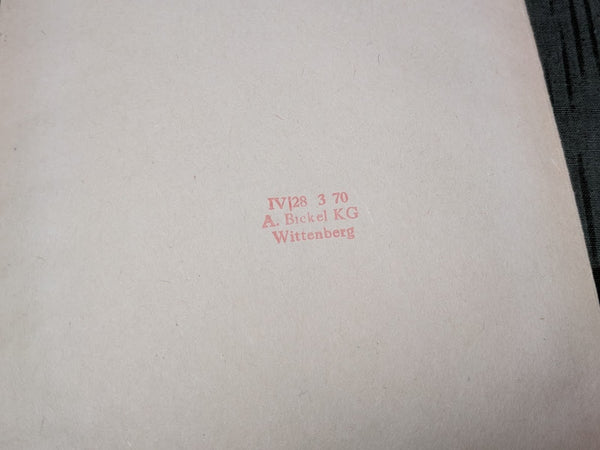 IV|28 3 70
A. Bickel KG
Wittenberg